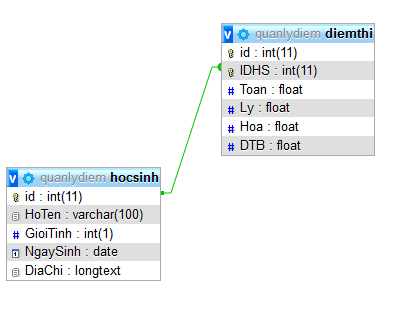 v quanlydiem diemthi
id : int(11)
IDHS : int(11)
# Toan : float
# Ly : float
# Hoa : float
# DTB : float
v quanlydiem hocsinh
id : int(11)
HoTen : varchar(100)
# GioiTinh : int(1)
NgaySinh : date
DiaChi : longtext